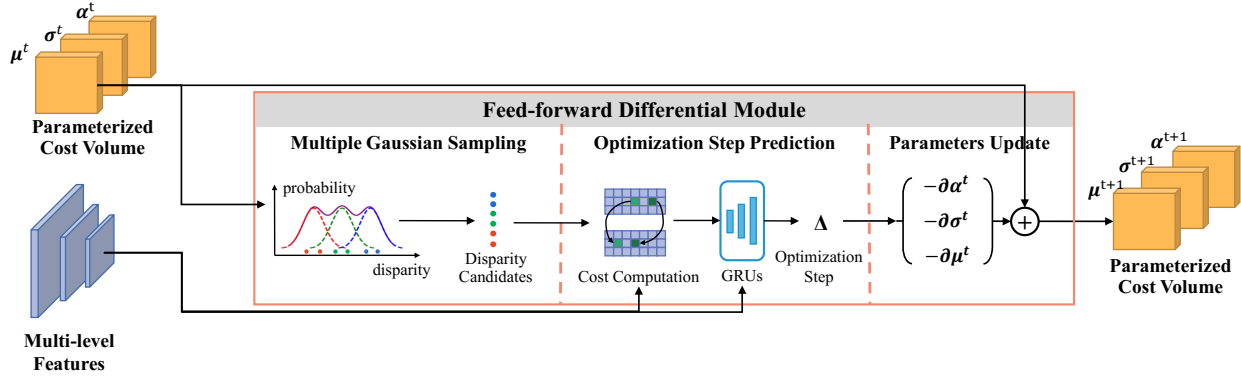 α^t
σ^t
μ^t
Parameterized
Cost Volume
Multi-level
Features
Feed-forward Differential Module
Multiple Gaussian Sampling
probability
disparity
Disparity
Candidates
Optimization Step Prediction
Cost Computation
GRUs
Δ
Optimization
Step
Parameters Update
−∂α^t
−∂σ^t
−∂μ^t
+
α^{t+1}
σ^{t+1}
μ^{t+1}
Parameterized
Cost Volume